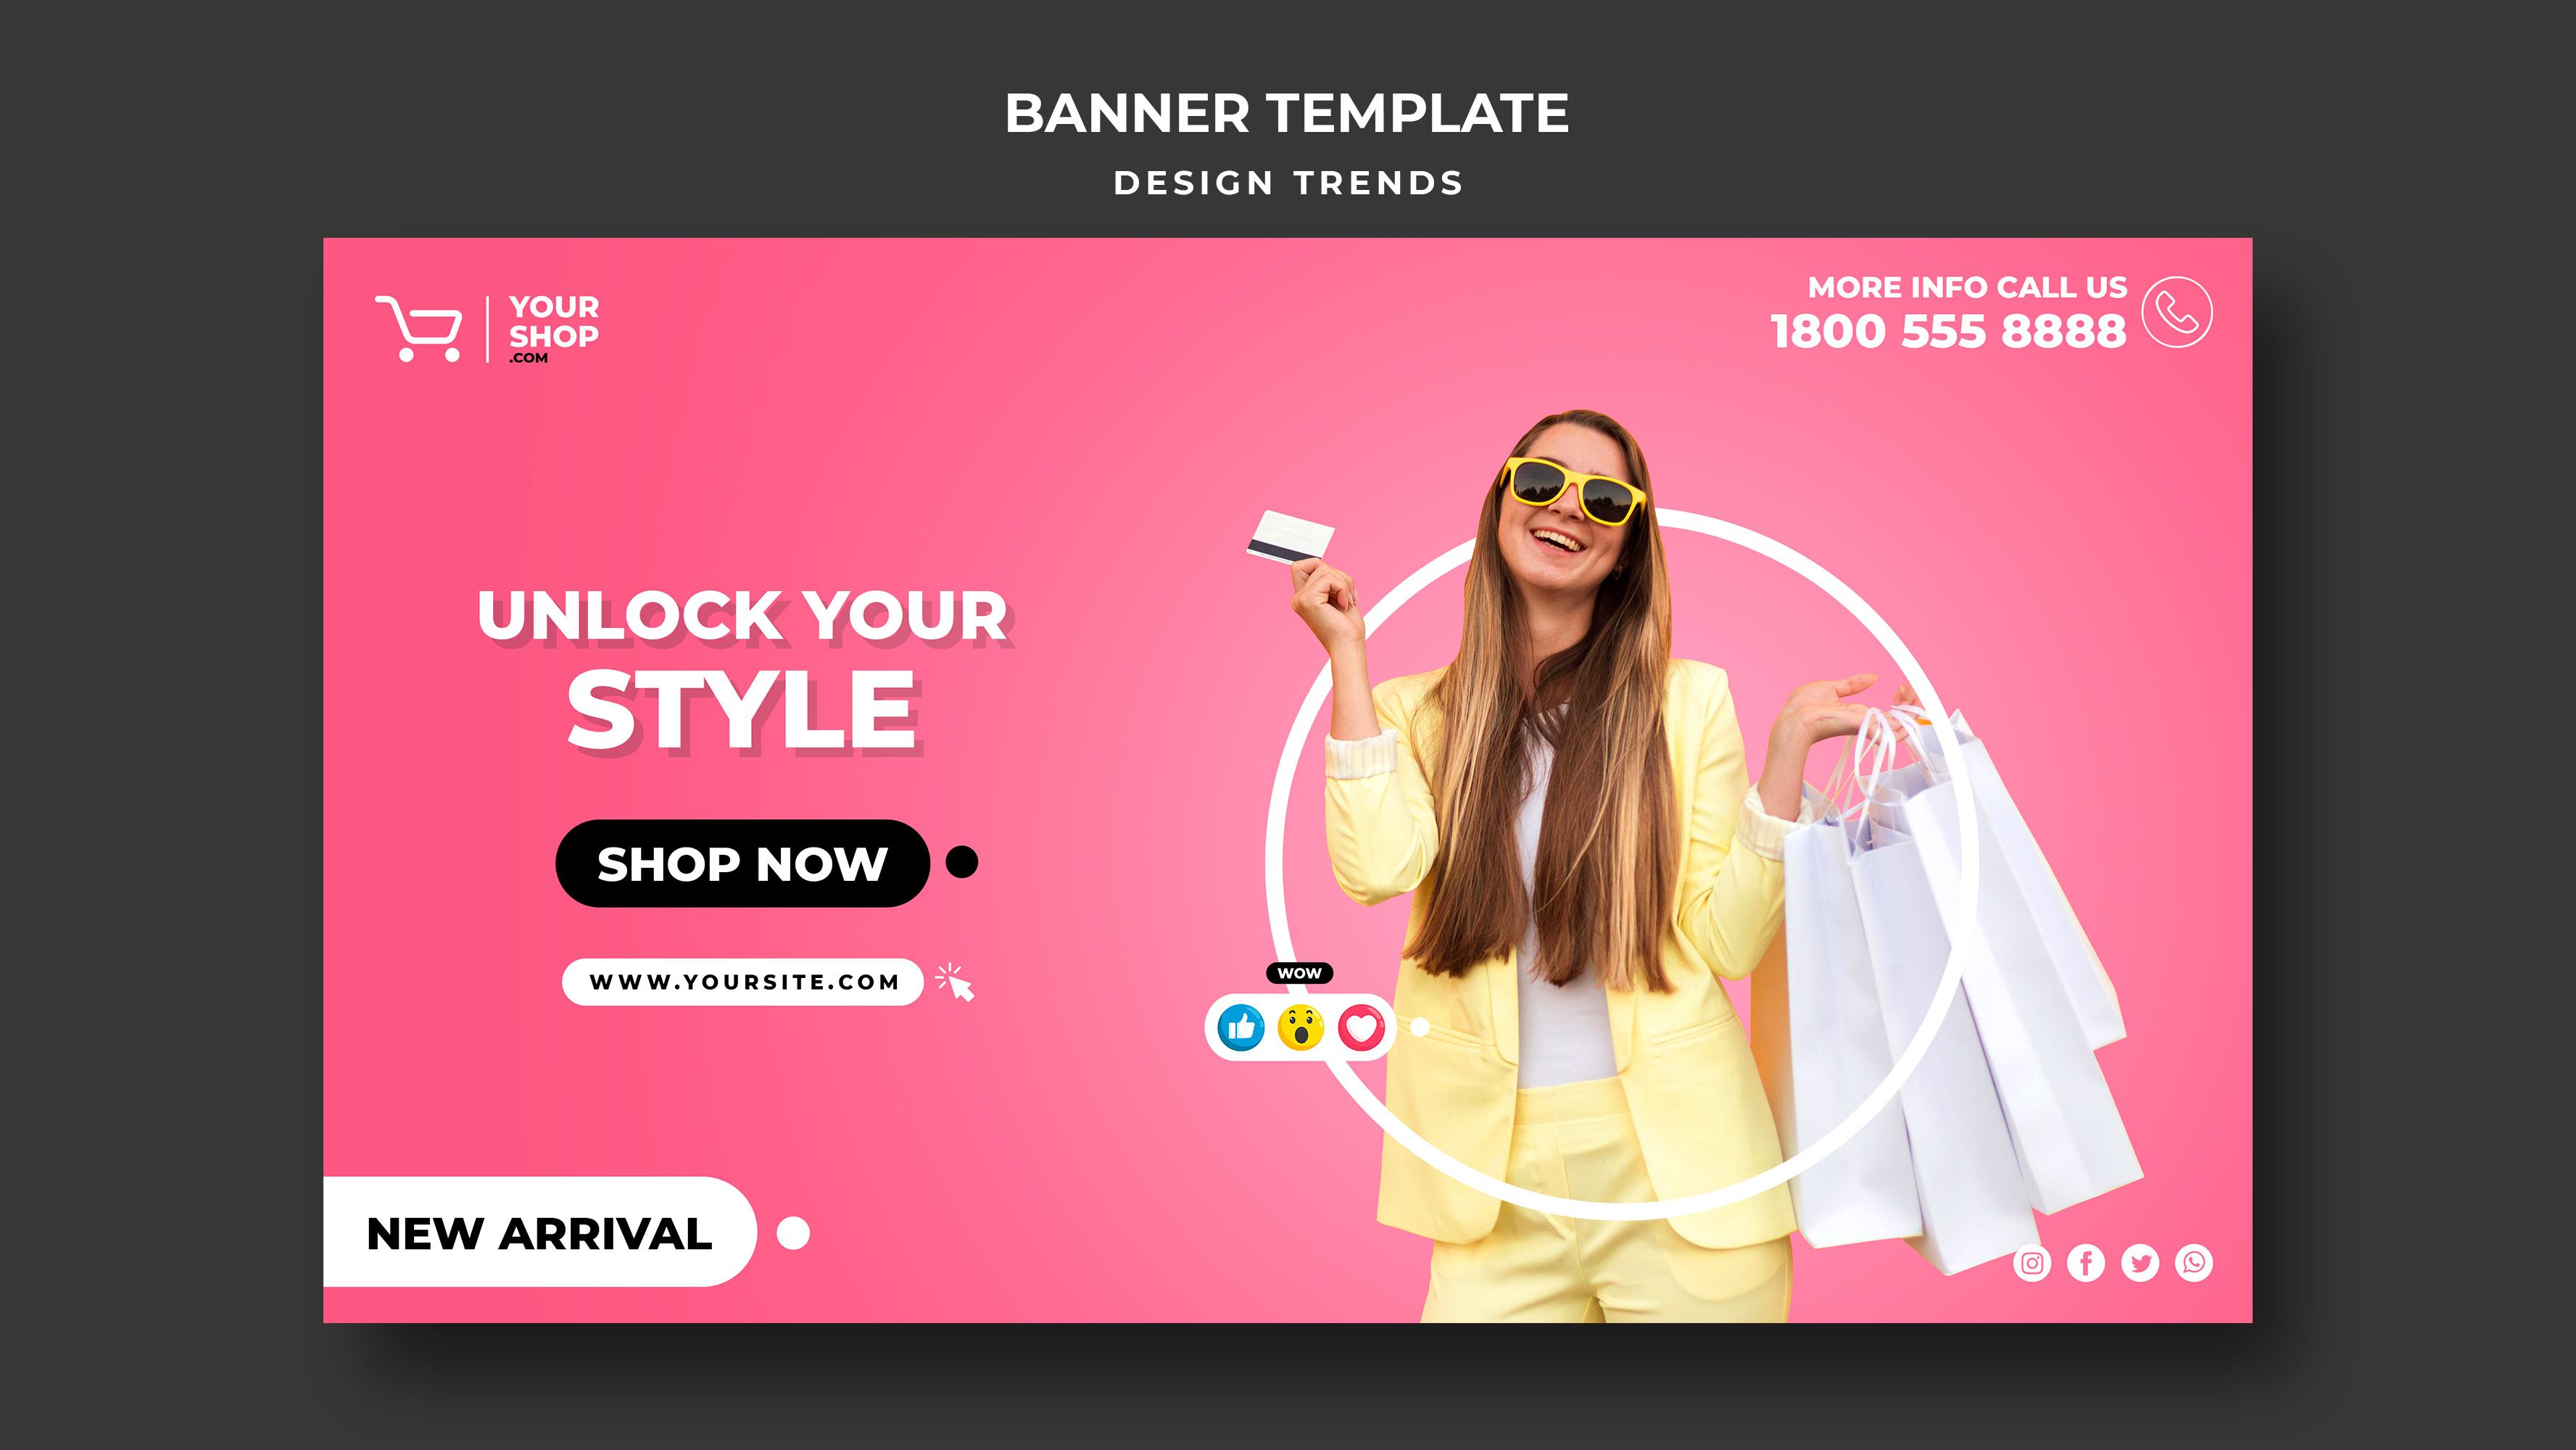 BANNER TEMPLATE
DESIGN TRENDS
YOUR
SHOP
.COM
MORE INFO CALL US
1800 555 8888
UNLOCK YOUR
STYLE
SHOP NOW
WWW.YOURSITE.COM
WOW
NEW ARRIVAL